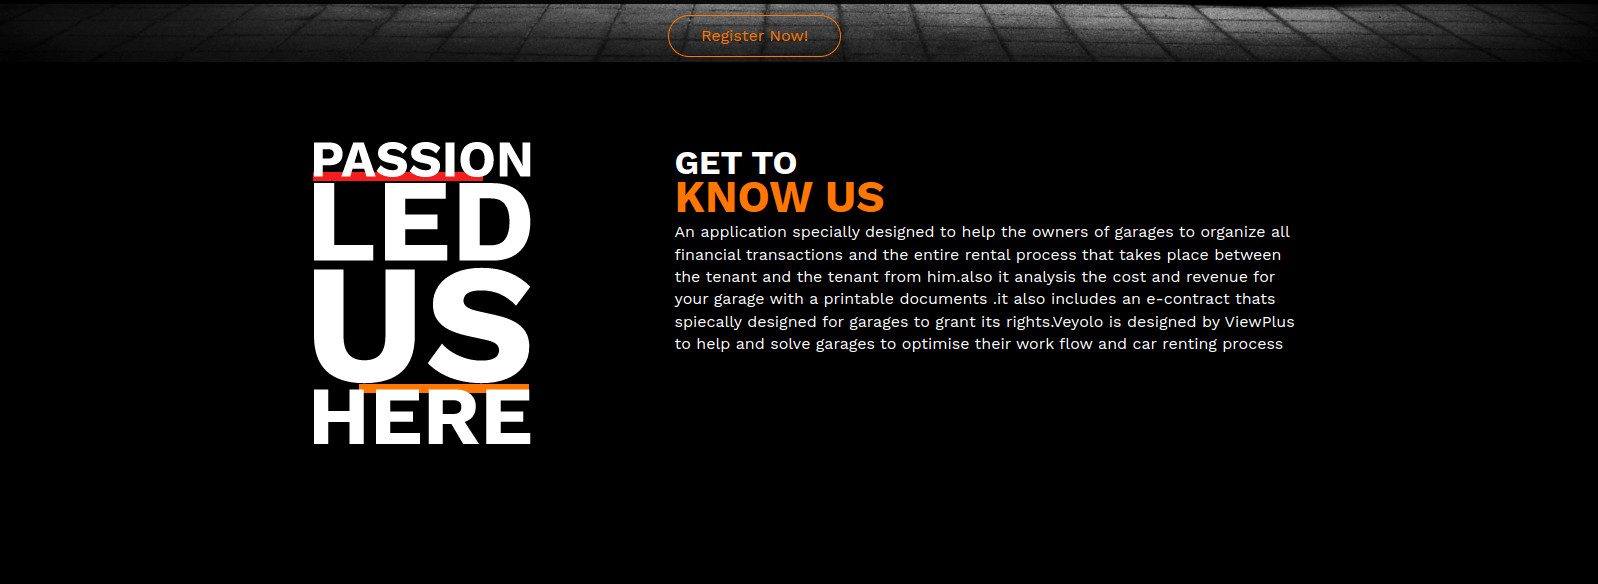 Register Now!
PASSION
LED
US
HERE
GET TO
KNOW US
An application specially designed to help the owners of garages to organize all
financial transactions and the entire rental process that takes place between
the tenant and the tenant from him.also it analysis the cost and revenue for
your garage with a printable documents .it also includes an e-contract thats
spiecally designed for garages to grant its rights.Veyolo is designed by ViewPlus
to help and solve garages to optimise their work flow and car renting process